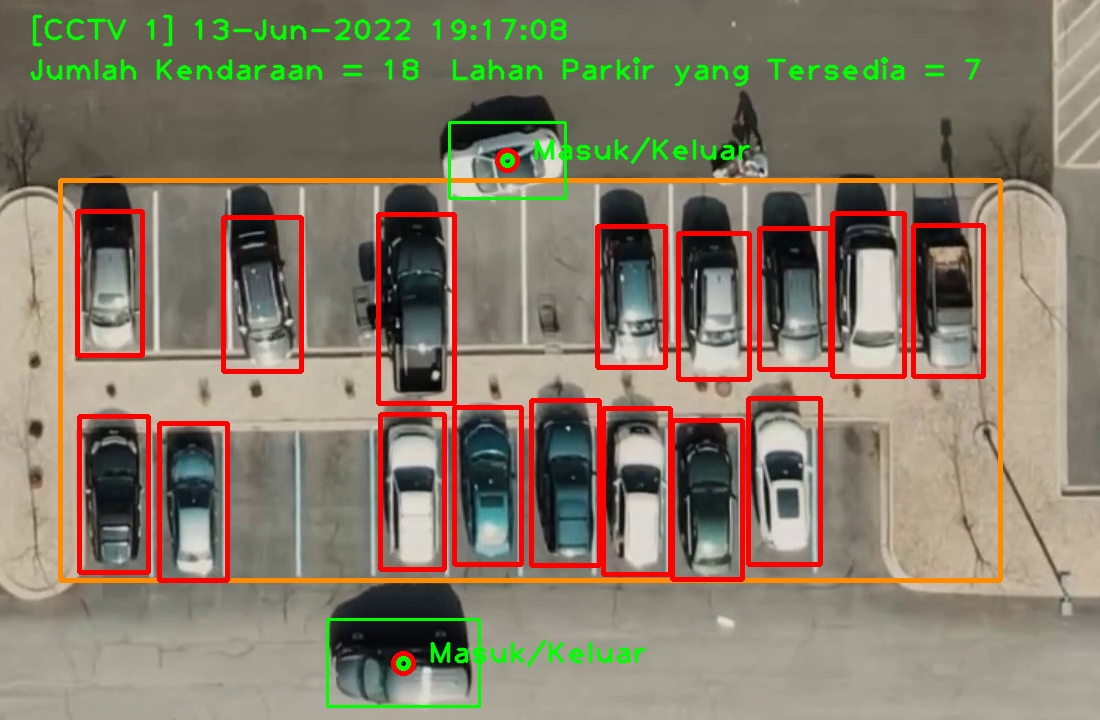 [CCTV 1] 13-Jun-2022 19:17:08
Jumlah Kendaraan = 18 Lahan Parkir yang Tersedia = 7
Masuk/Keluar
Masuk/Keluar